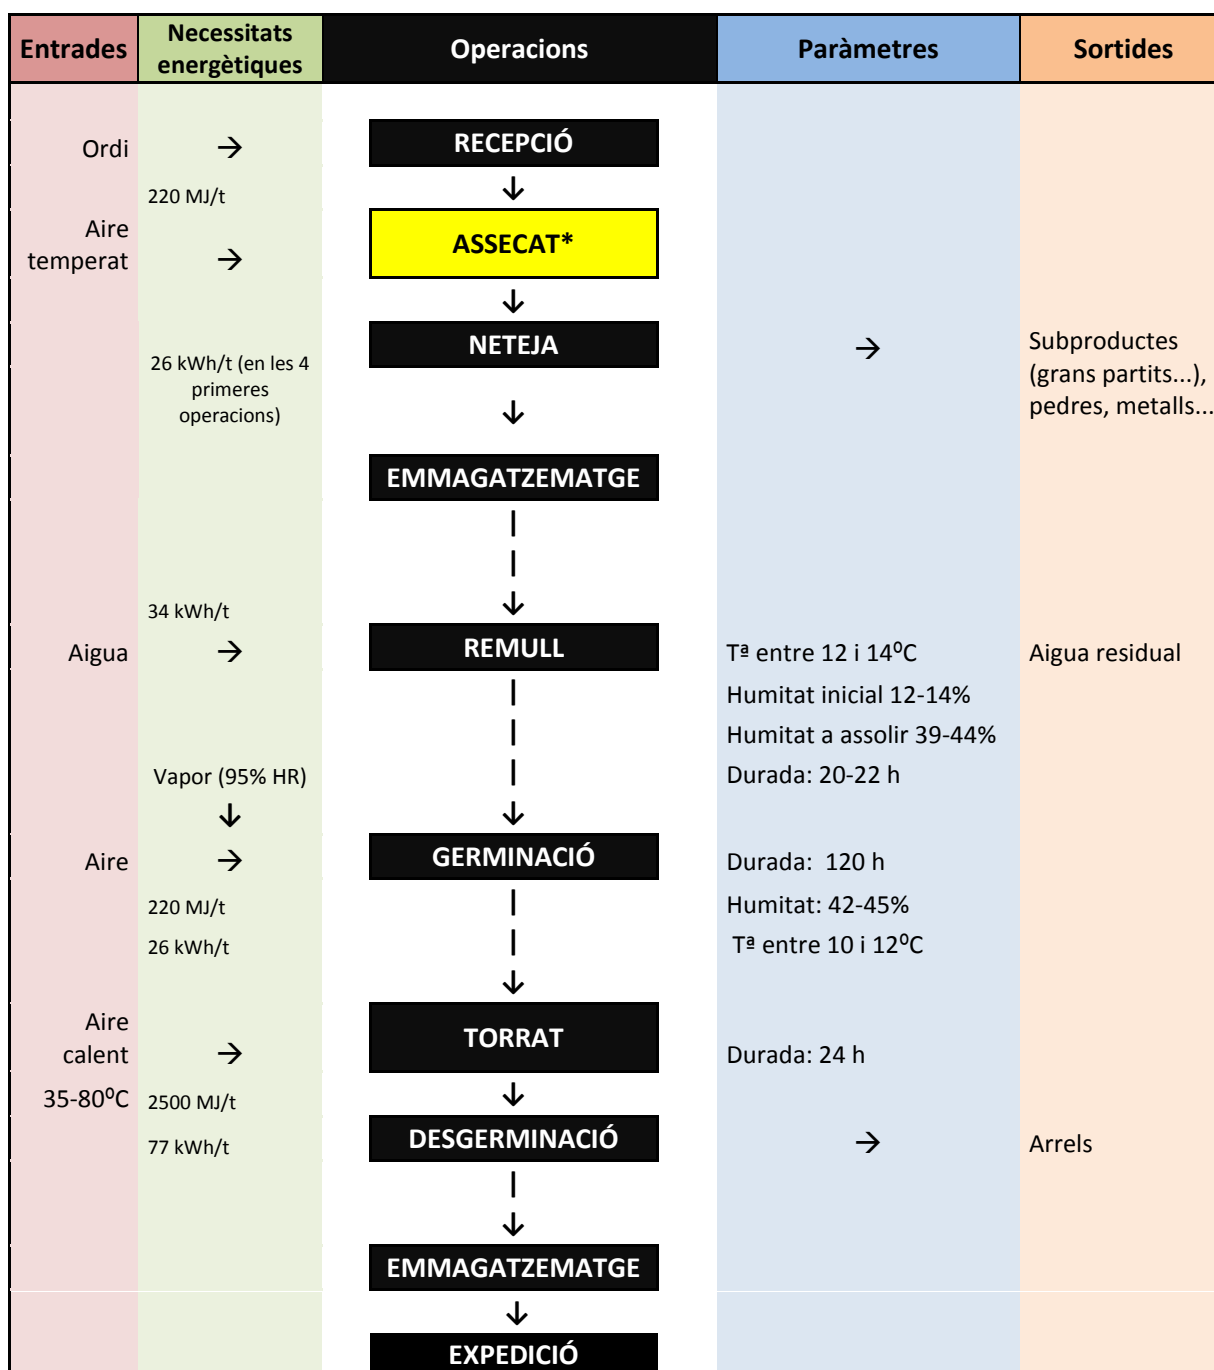 Entrades
Necessitats
energètiques
Operacions
Paràmetres
Sortides
Ordi
→
RECEPCIÓ
220 MJ/t
↓
Aire
temperat
→
ASSECAT*
↓
NETEJA
26 kWh/t (en les 4
primeres
operacions)
→
Subproductes
(grans partits...),
pedres, metalls...
↓
EMMAGATZEMATGE
↓
34 kWh/t
Aigua
→
REMULL
Tª entre 12 i 14⁰C
Aigua residual
Humitat inicial 12-14%
Humitat a assolir 39-44%
Vapor (95% HR)
Durada: 20-22 h
↓
↓
Aire
→
GERMINACIÓ
Durada: 120 h
220 MJ/t
Humitat: 42-45%
26 kWh/t
Tª entre 10 i 12⁰C
↓
Aire
calent
→
TORRAT
Durada: 24 h
35-80⁰C
2500 MJ/t
↓
77 kWh/t
DESGERMINACIÓ
→
Arrels
↓
EMMAGATZEMATGE
↓
EXPEDICIÓ